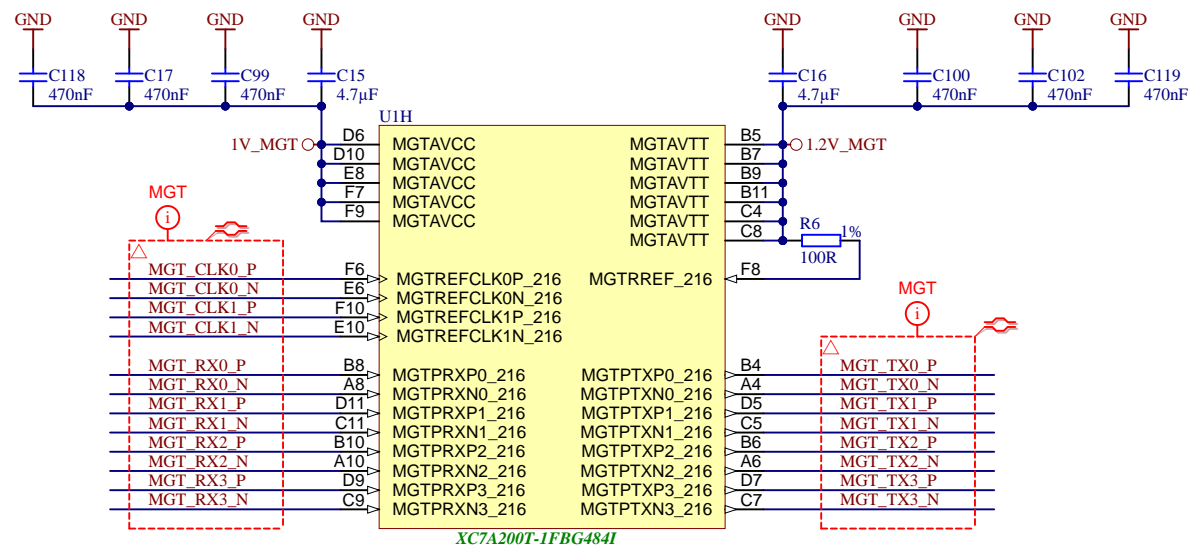 GND GND GND GND GND GND GND GND
C118 C17 C99 C15 C16 C100 C102 C119
470nF 470nF 470nF 4.7µF 4.7µF 470nF 470nF 470nF
U1H
1V_MGT D6 MGTAVCC MGTAVTT B5 1.2V_MGT
D10 MGTAVCC MGTAVTT B7
E8 MGTAVCC MGTAVTT B9
F7 MGTAVCC MGTAVTT B11
F9 MGTAVCC MGTAVTT C4
MGTAVTT C8 R6 1%
100R
MGT
i
MGT_CLK0_P F6 MGTREFCLK0P_216 MGTRREF_216 F8
MGT_CLK0_N E6 MGTREFCLK0N_216
MGT_CLK1_P F10 MGTREFCLK1P_216
MGT_CLK1_N E10 MGTREFCLK1N_216
MGT
i
MGT_RX0_P B8 MGTPRXP0_216 MGTPTXP0_216 B4 MGT_TX0_P
MGT_RX0_N A8 MGTPRXN0_216 MGTPTXN0_216 A4 MGT_TX0_N
MGT_RX1_P D11 MGTPRXP1_216 MGTPTXP1_216 D5 MGT_TX1_P
MGT_RX1_N C11 MGTPRXN1_216 MGTPTXN1_216 C5 MGT_TX1_N
MGT_RX2_P B10 MGTPRXP2_216 MGTPTXP2_216 B6 MGT_TX2_P
MGT_RX2_N A10 MGTPRXN2_216 MGTPTXN2_216 A6 MGT_TX2_N
MGT_RX3_P D9 MGTPRXP3_216 MGTPTXP3_216 D7 MGT_TX3_P
MGT_RX3_N C9 MGTPRXN3_216 MGTPTXN3_216 C7 MGT_TX3_N
XC7A200T-1FBG484I